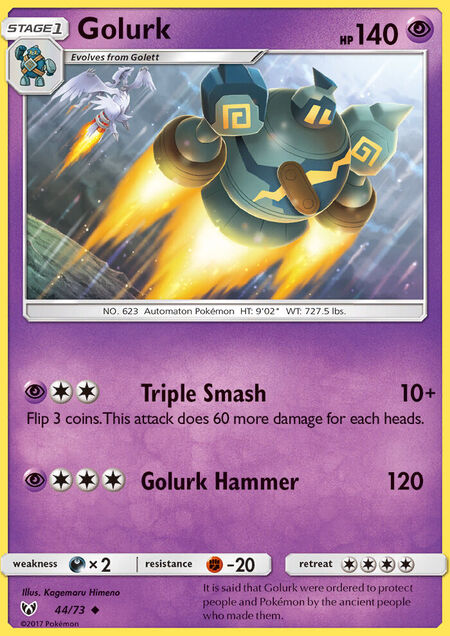 STAGE1 Golurk HP 140
Evolves from Golett
NO. 623 Automaton Pokémon HT: 9'02" WT: 727.5 lbs.
Triple Smash 10+
Flip 3 coins. This attack does 60 more damage for each heads.
Golurk Hammer 120
weakness ×2 resistance -20 retreat
Illus. Kagemaru Himeno
44/73
©2017 Pokémon
It is said that Golurk were ordered to protect
people and Pokémon by the ancient people
who made them.